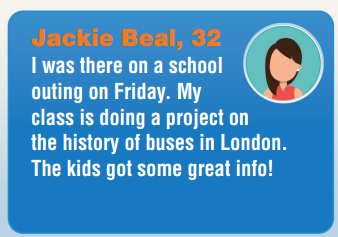 Jackie Beal, 32
I was there on a school
outing on Friday. My
class is doing a project on
the history of buses in London.
The kids got some great info!